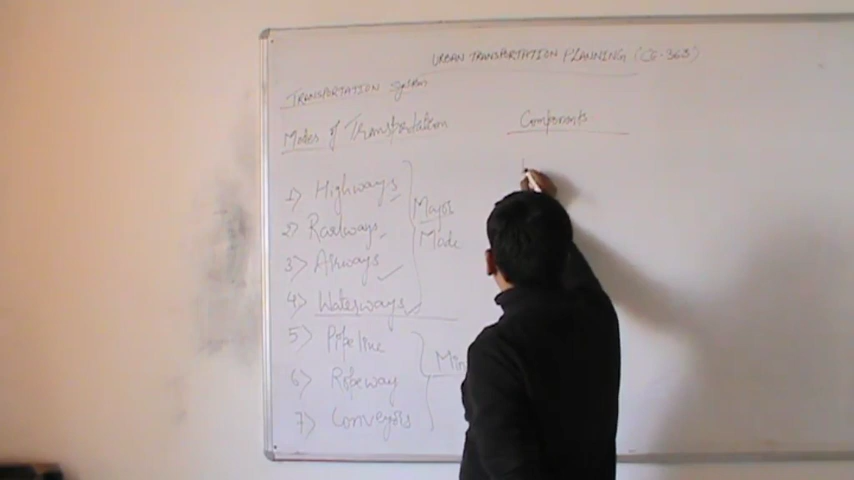 URBAN TRANSPORTATION PLANNING (CE-363)
TRANSPORTATION System
Modes of Transportation
Components
1) Highways
2) Railways
3) Airways
4) Waterways
Major
Mode
5) Pipeline
6) Ropeway
7) Conveyors
Min